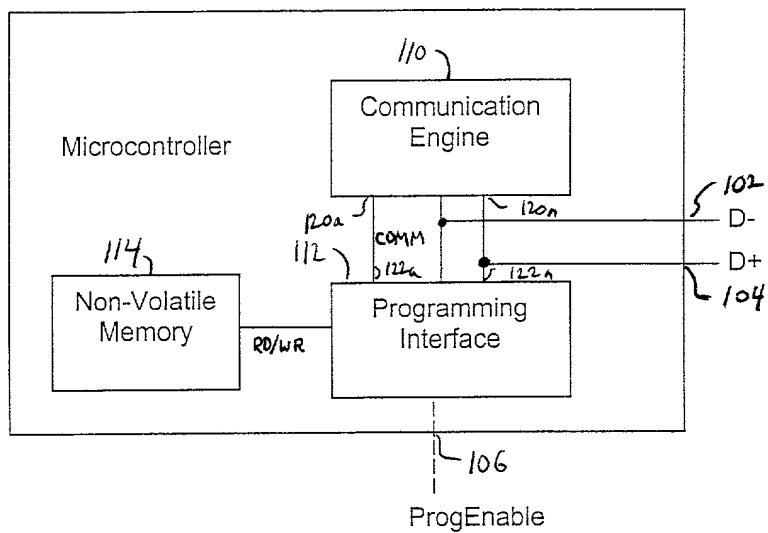 110
Communication
Engine
Microcontroller
102
120a
120n
D-
COMM
114
112
122a
122n
D+
104
Non-Volatile
Memory
Programming
Interface
RD/WR
106
ProgEnable